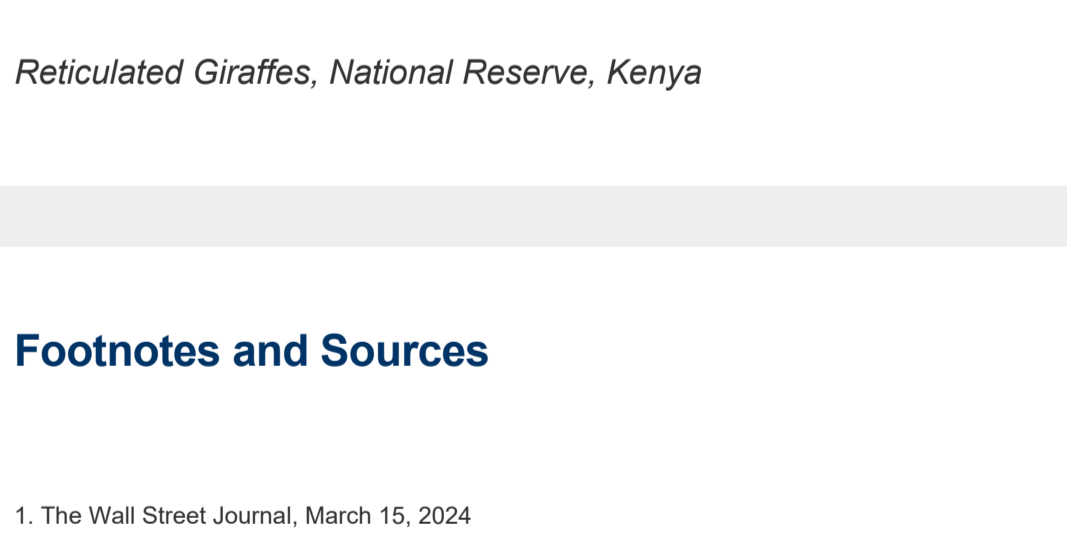 Reticulated Giraffes, National Reserve, Kenya
Footnotes and Sources
1. The Wall Street Journal, March 15, 2024